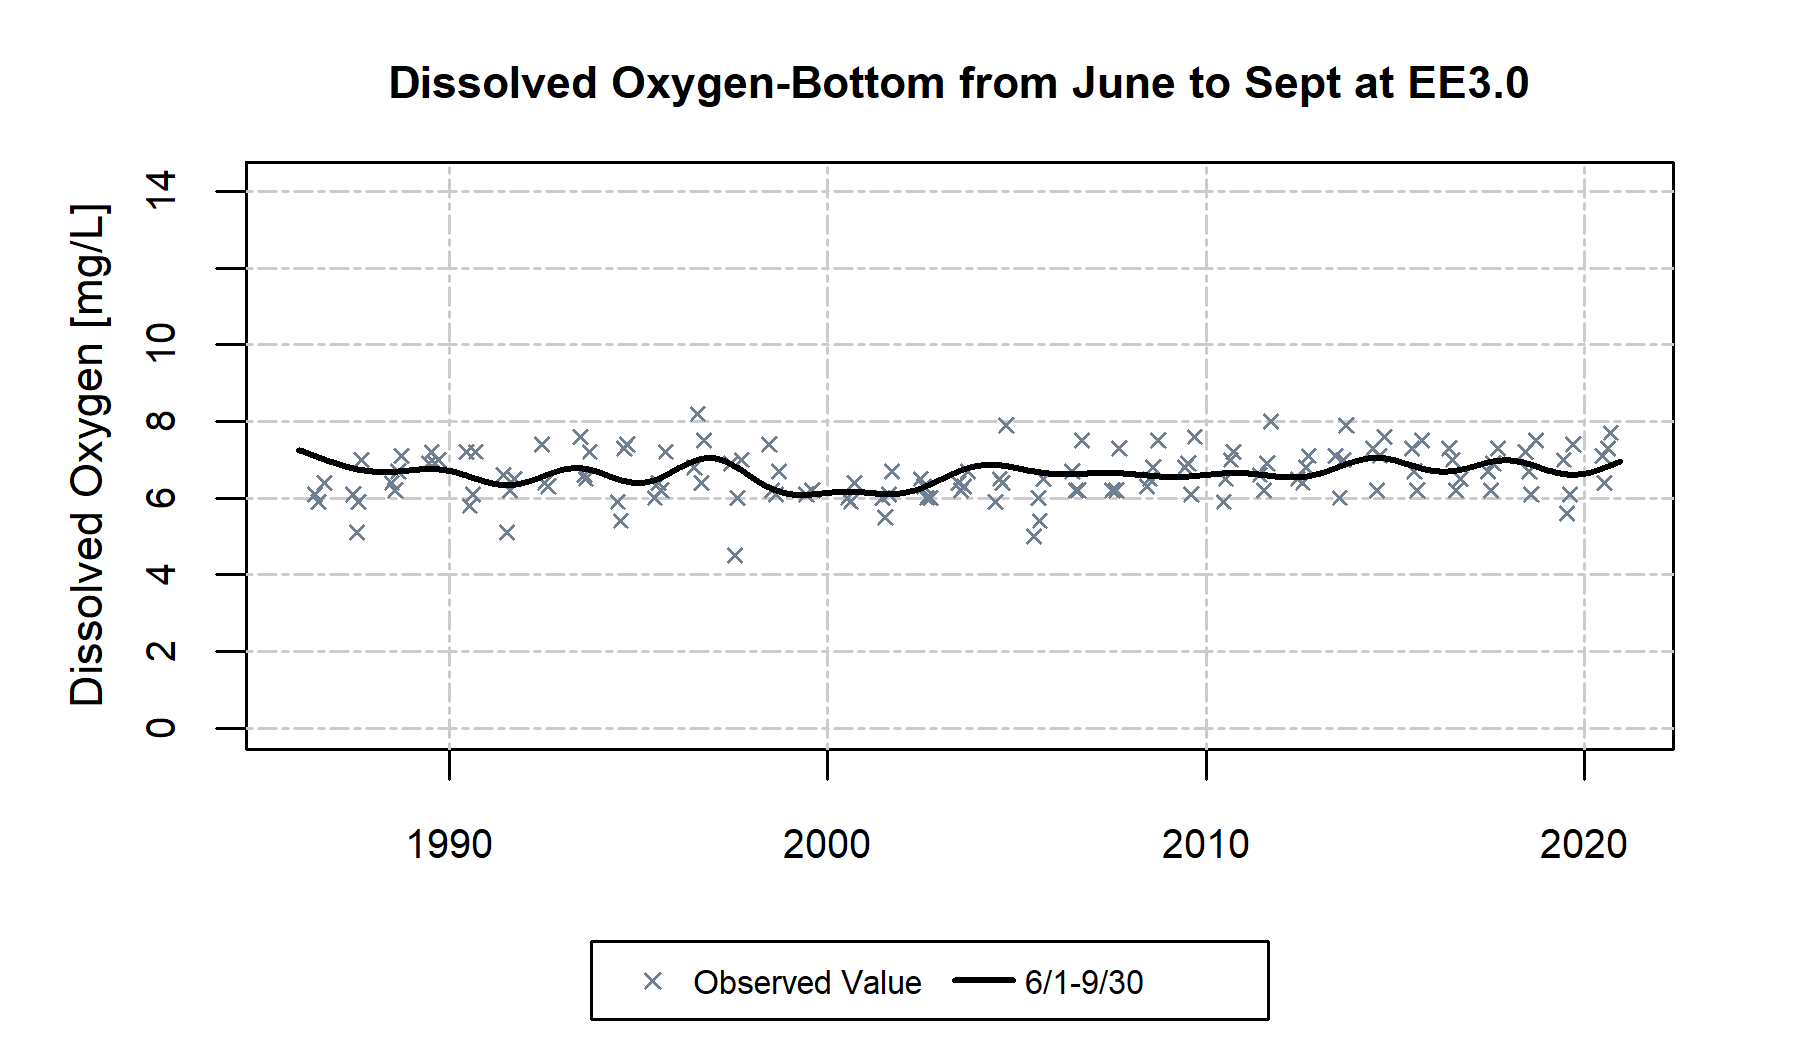 Dissolved Oxygen-Bottom from June to Sept at EE3.0
Dissolved Oxygen [mg/L]
14
10
8
6
4
2
0
1990 2000 2010 2020
Observed Value 6/1-9/30